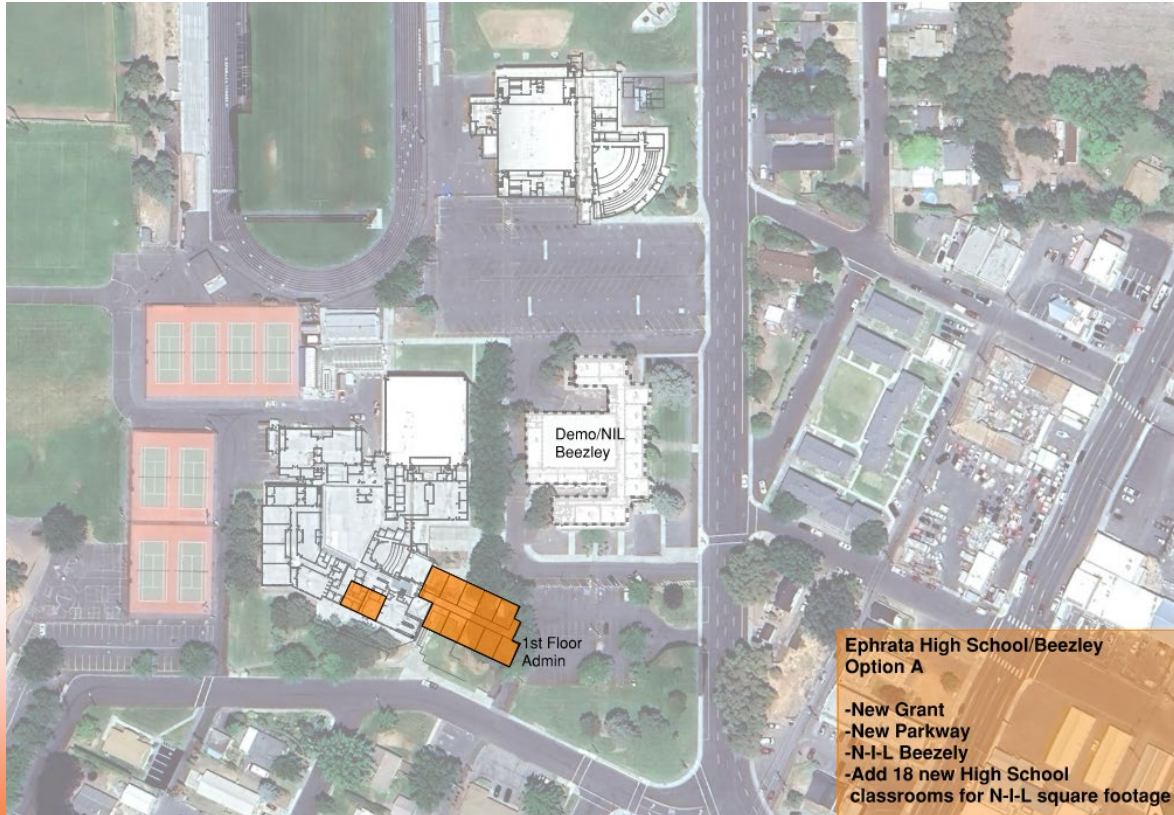 Demo/NIL
Beezley
1st Floor
Admin
Ephrata High School/Beezley
Option A
-New Grant
-New Parkway
-N-I-L Beezely
-Add 18 new High School
classrooms for N-I-L square footage